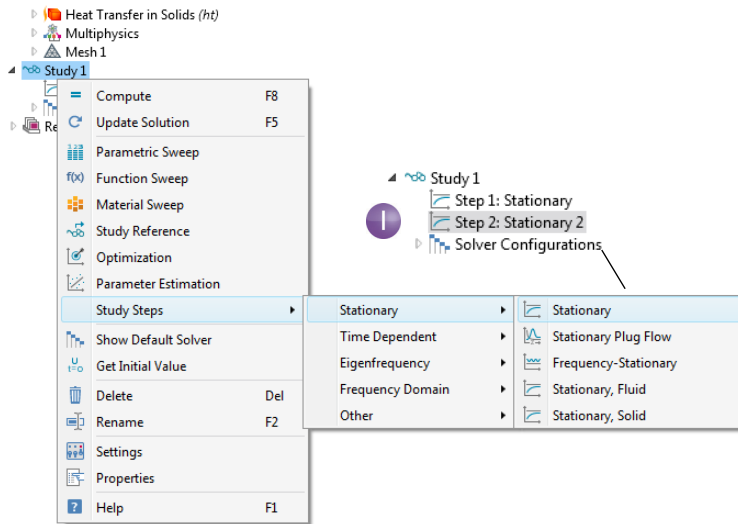 Heat Transfer in Solids (ht)
Multiphysics
Mesh 1
Study 1
Re
Compute F8
Update Solution F5
Parametric Sweep
f(x) Function Sweep
Material Sweep
Study Reference
Optimization
Parameter Estimation
Study Steps
Show Default Solver
U t=0 Get Initial Value
Delete Del
Rename F2
Settings
Properties
? Help F1
Stationary
Time Dependent
Eigenfrequency
Frequency Domain
Other
Stationary
Stationary Plug Flow
Frequency-Stationary
Stationary, Fluid
Stationary, Solid
I
Study 1
Step 1: Stationary
Step 2: Stationary 2
Solver Configurations